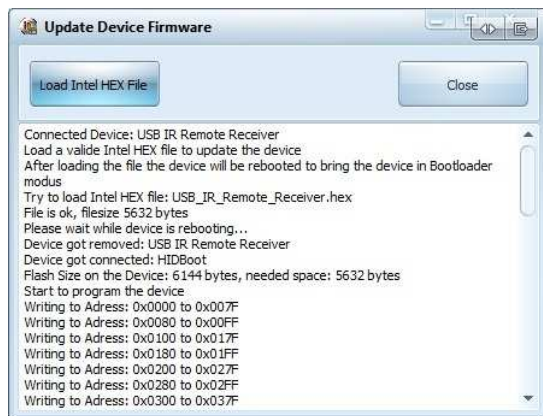 Update Device Firmware
Load Intel HEX File
Close
Connected Device: USB IR Remote Receiver
Load a valide Intel HEX file to update the device
After loading the file the device will be rebooted to bring the device in Bootloader
modus
Try to load Intel HEX file: USB_IR_Remote_Receiver.hex
File is ok, filesize 5632 bytes
Please wait while device is rebooting...
Device got removed: USB IR Remote Receiver
Device got connected: HIDBoot
Flash Size on the Device: 6144 bytes, needed space: 5632 bytes
Start to program the device
Writing to Adress: 0x0000 to 0x007F
Writing to Adress: 0x0080 to 0x00FF
Writing to Adress: 0x0100 to 0x017F
Writing to Adress: 0x0180 to 0x01FF
Writing to Adress: 0x0200 to 0x027F
Writing to Adress: 0x0280 to 0x02FF
Writing to Adress: 0x0300 to 0x037F